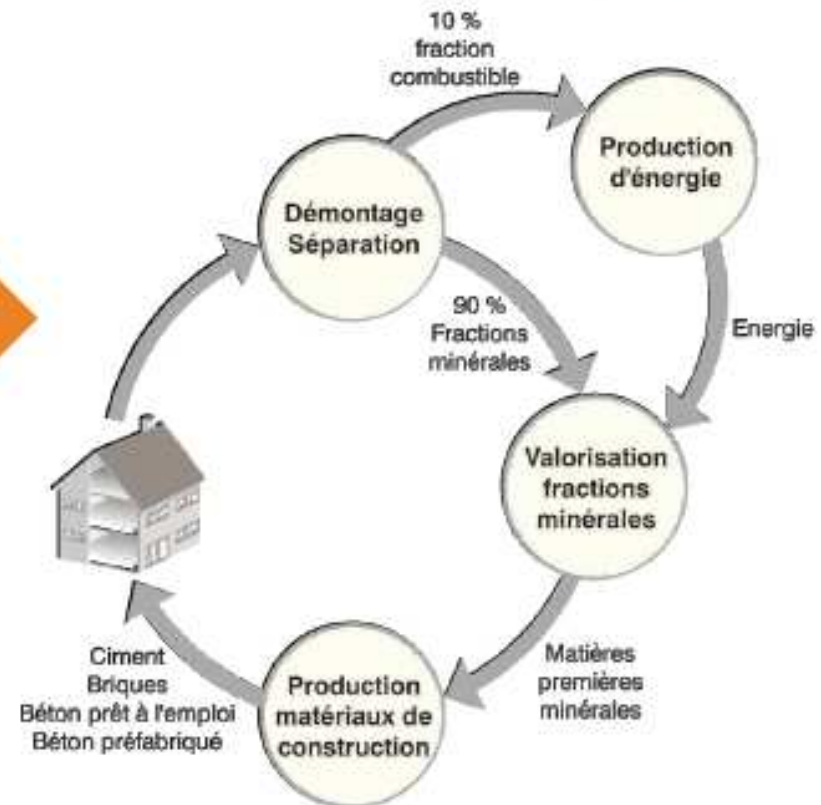 10 %
fraction
combustible
Production
d'énergie
Démontage
Séparation
90 %
Fractions
minérales
Energie
Valorisation
fractions
minérales
Matières
premières
minérales
Production
matériaux de
construction
Ciment
Briques
Béton prêt à l'emploi
Béton préfabriqué